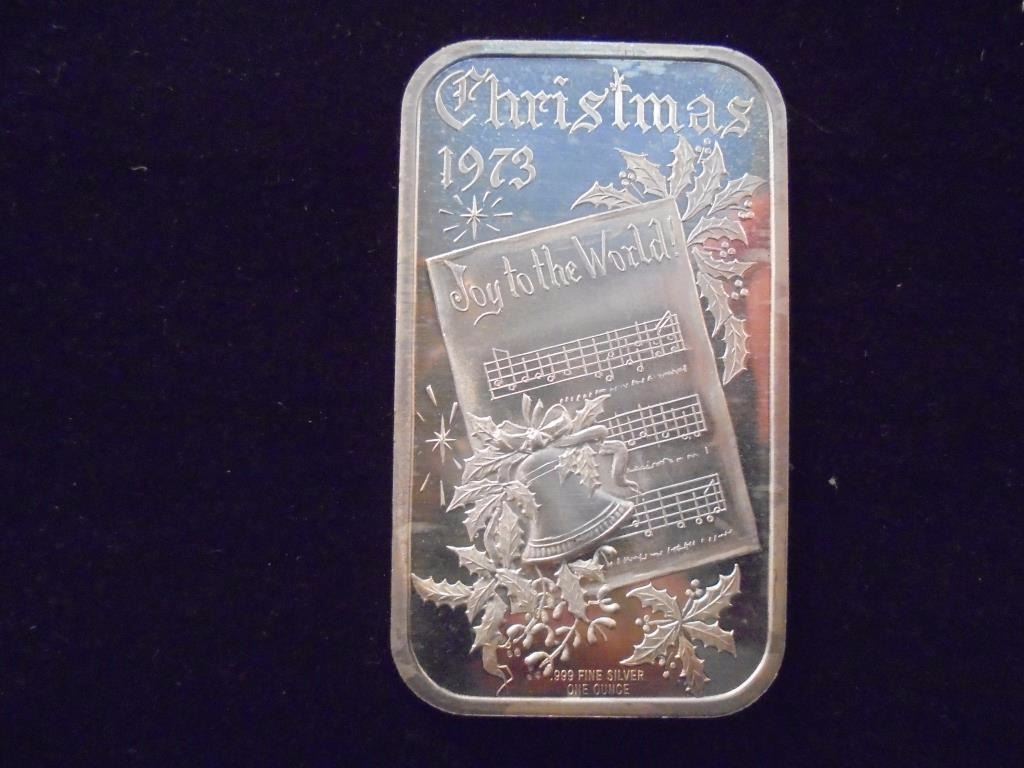 Christmas
1973
Joy to the World!
.999 FINE SILVER
ONE OUNCE